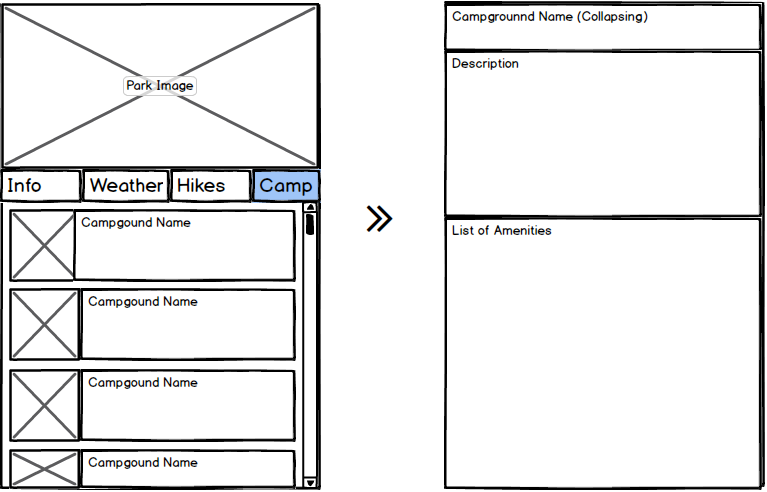 Park Image
Info
Weather
Hikes
Camp
Campgound Name
Campgound Name
Campgound Name
Campgound Name
Campgrounnd Name (Collapsing)
Description
List of Amenities